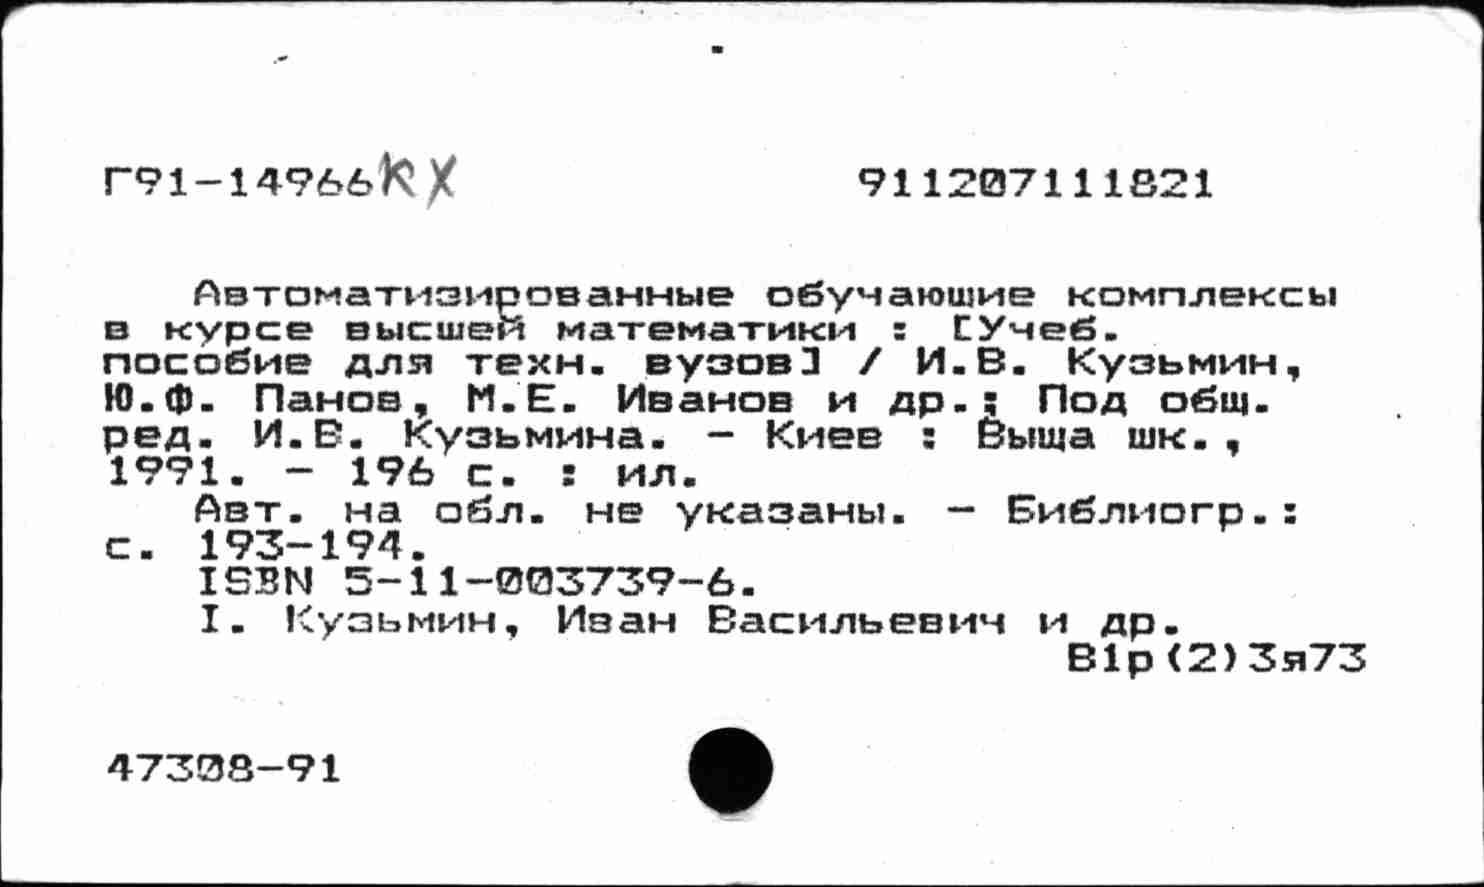 Г91-14966 КХ 911207111821
Автоматизированные обучающие комплексы
в курсе высшей математики : [Учеб.
пособие для техн. вузов] / И.В. Кузьмин,
Ю.Ф. Панов, М.Е. Иванов и др.; Под общ.
ред. И.В. Кузьмина. - Киев : Выща шк.,
1991. - 196 с. : ил.
Авт. на обл. не указаны. - Библиогр.:
с. 193-194.
ISBN 5-11-003739-6.
I. Кузьмин, Иван Васильевич и др.
В1р(2)3я73
47308-91